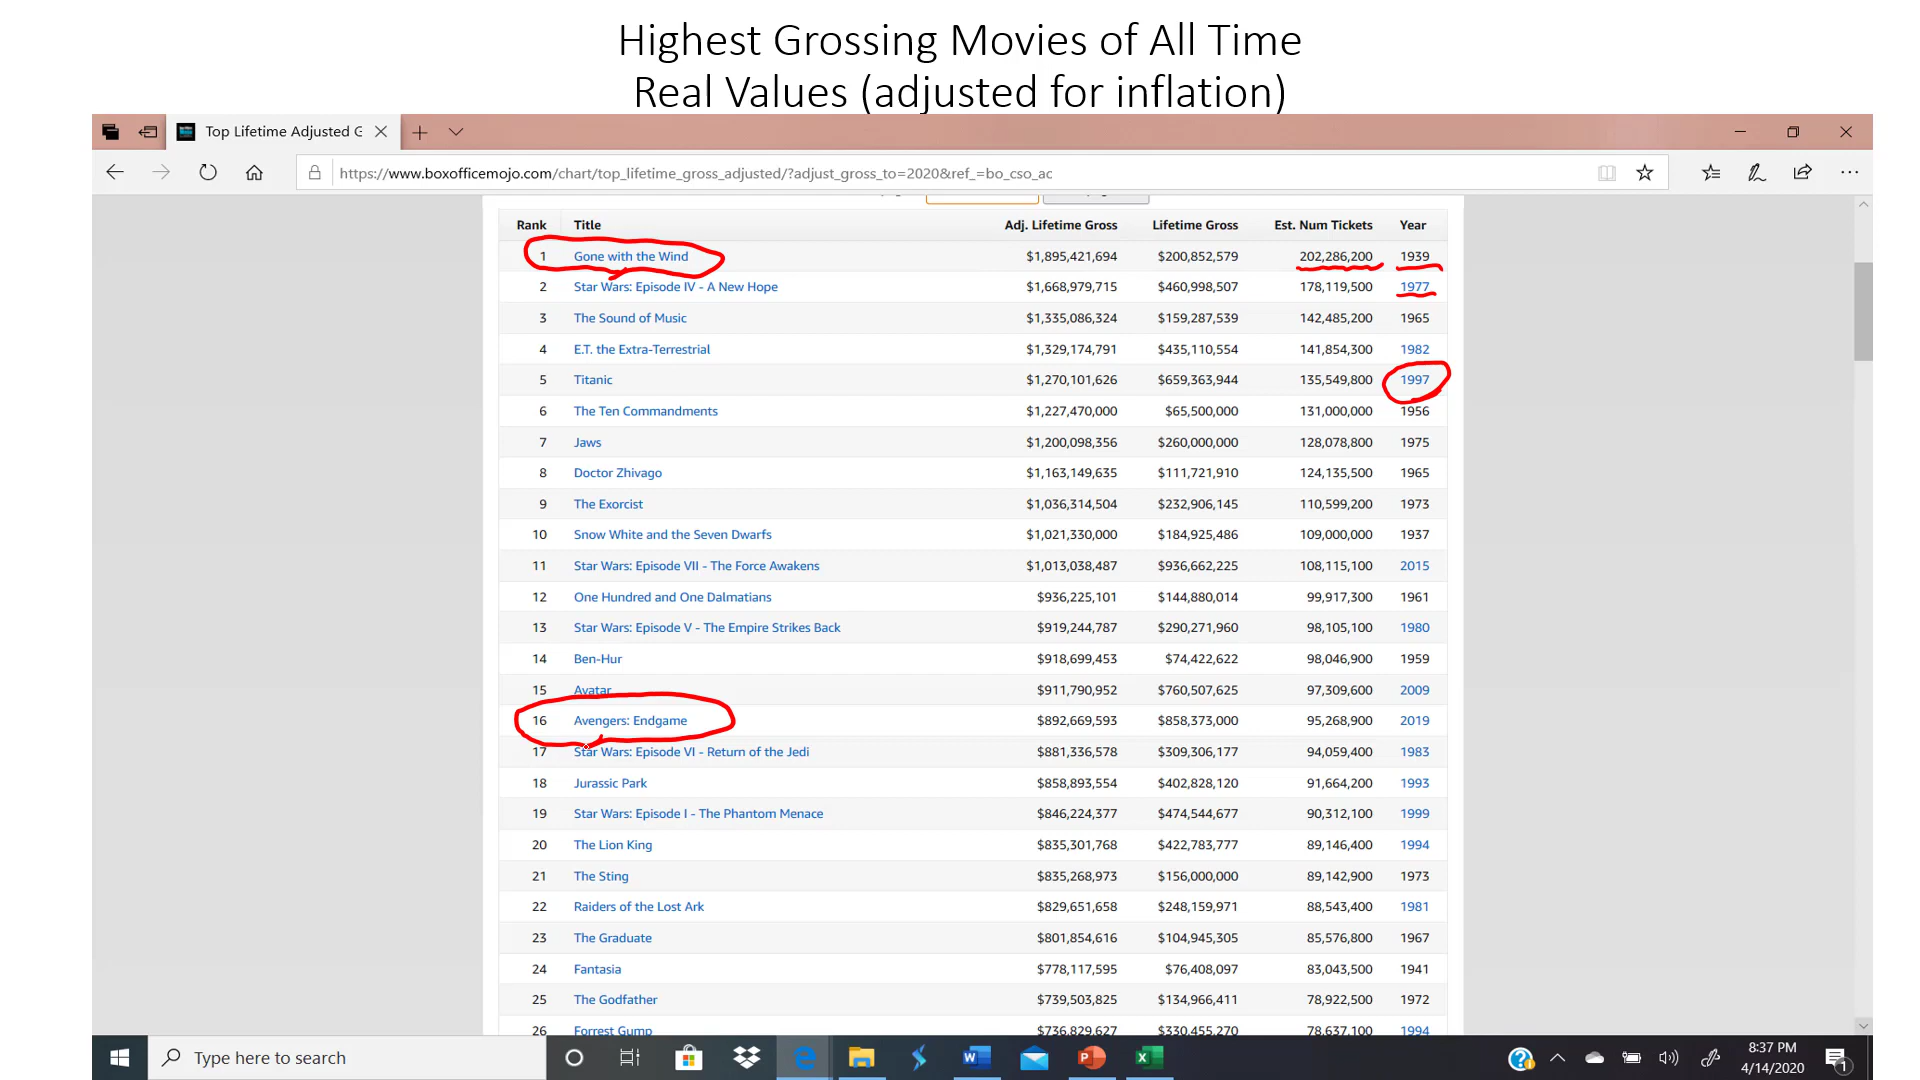 Highest Grossing Movies of All Time
Real Values (adjusted for inflation)
Top Lifetime Adjusted G
https://www.boxofficemojo.com/chart/top_lifetime_gross_adjusted/?adjust_gross_to=2020&ref_=bo_cso_ac
Rank Title Adj. Lifetime Gross Lifetime Gross Est. Num Tickets Year
1 Gone with the Wind $1,895,421,694 $200,852,579 202,286,200 1939
2 Star Wars: Episode IV - A New Hope $1,668,979,715 $460,998,507 178,119,500 1977
3 The Sound of Music $1,335,086,324 $159,287,539 142,485,200 1965
4 E.T. the Extra-Terrestrial $1,329,174,791 $435,110,554 141,854,300 1982
5 Titanic $1,270,101,626 $659,363,944 135,549,800 1997
6 The Ten Commandments $1,227,470,000 $65,500,000 131,000,000 1956
7 Jaws $1,200,098,356 $260,000,000 128,078,800 1975
8 Doctor Zhivago $1,163,149,635 $111,721,910 124,135,500 1965
9 The Exorcist $1,036,314,504 $232,906,145 110,599,200 1973
10 Snow White and the Seven Dwarfs $1,021,330,000 $184,925,486 109,000,000 1937
11 Star Wars: Episode VII - The Force Awakens $1,013,038,487 $936,662,225 108,115,100 2015
12 One Hundred and One Dalmatians $936,225,101 $144,880,014 99,917,300 1961
13 Star Wars: Episode V - The Empire Strikes Back $919,244,787 $290,271,960 98,105,100 1980
14 Ben-Hur $918,699,453 $74,422,622 98,046,900 1959
15 Avatar $911,790,952 $760,507,625 97,309,600 2009
16 Avengers: Endgame $892,669,593 $858,373,000 95,268,900 2019
17 Star Wars: Episode VI - Return of the Jedi $881,336,578 $309,306,177 94,059,400 1983
18 Jurassic Park $858,893,554 $402,828,120 91,664,200 1993
19 Star Wars: Episode I - The Phantom Menace $846,224,377 $474,544,677 90,312,100 1999
20 The Lion King $835,301,768 $422,783,777 89,146,400 1994
21 The Sting $835,268,973 $156,000,000 89,142,900 1973
22 Raiders of the Lost Ark $829,651,658 $248,159,971 88,543,400 1981
23 The Graduate $801,854,616 $104,945,305 85,576,800 1967
24 Fantasia $778,117,595 $76,408,097 83,043,500 1941
25 The Godfather $739,503,825 $134,966,411 78,922,500 1972
26 Forrest Gump $736,829,627 $330,455,270 78,637,100 1994
Type here to search
8:37 PM
4/14/2020